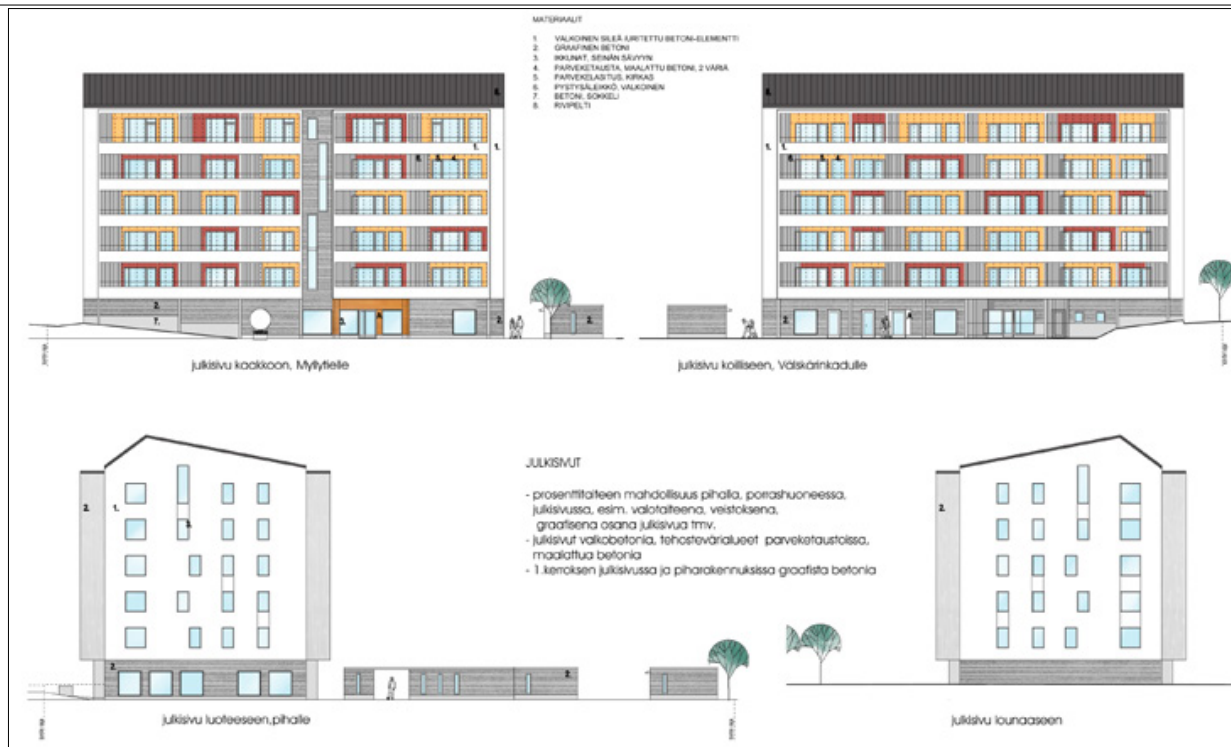 MATERIAALIT
1. VALKOINEN SILEÄ /URITETTU BETONI-ELEMENTTI
2. GRAAFINEN BETONI
3. IKKUNAT, SEINÄN SÄVYYN
4. PARVEKETAUSTA, MAALATTU BETONI, 2 VÄRIÄ
5. PARVEKELASITUS, KIRKAS
6. PYSTYSÄLEIKKÖ, VALKOINEN
7. BETONI, SOKKELI
8. RIVIPELTI
julkisivu kaakkoon, Myllytielle
julkisivu koilliseen, Välskärinkadulle
JULKISIVUT
- prosenttitaiteen mahdollisuus pihalla, porrashuoneessa,
julkisivussa, esim. valotaiteena, veistoksena,
graafisena osana julkisivua tmv.
- julkisivut valkobetonia, tehostevärialueet parveketaustoissa,
maalattua betonia
- 1.kerroksen julkisivussa ja piharakennuksissa graafista betonia
julkisivu luoteeseen,pihalle
julkisivu lounaaseen